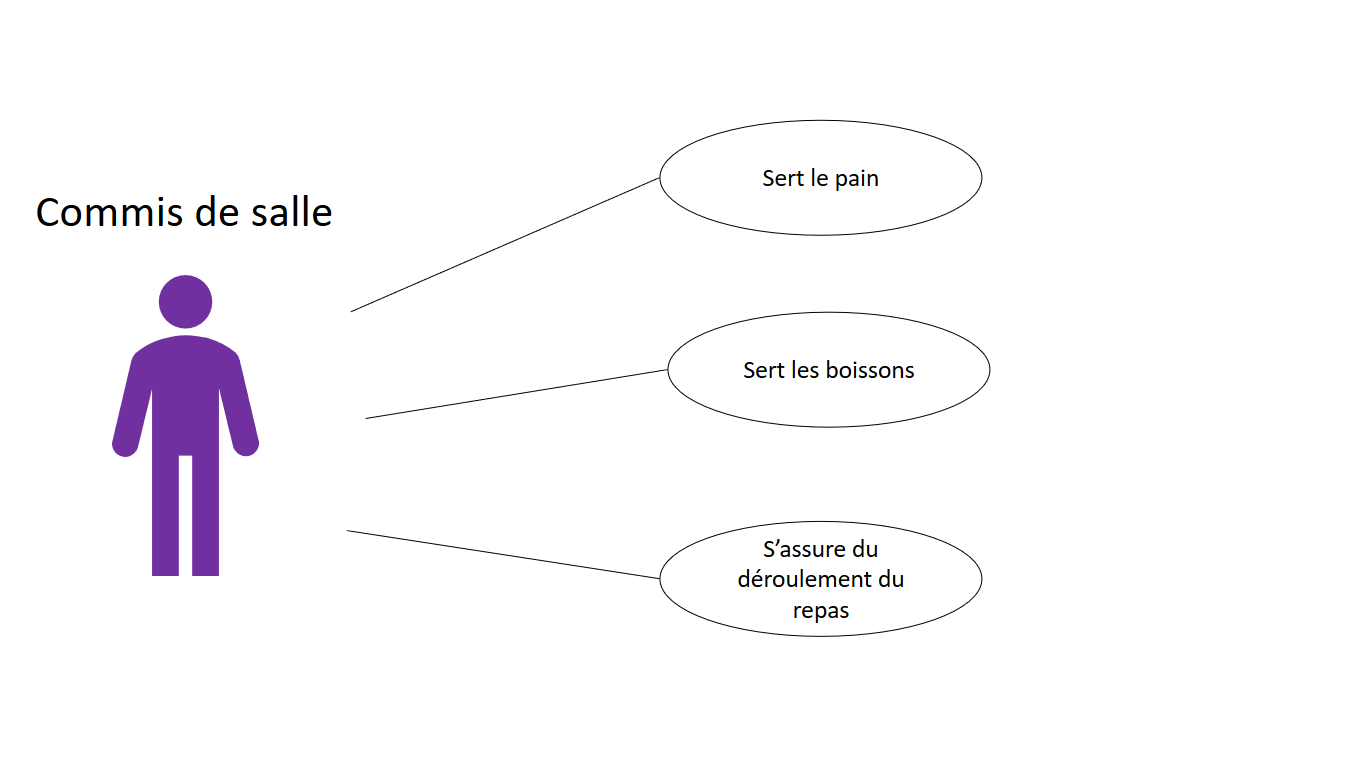 Commis de salle
Sert le pain
Sert les boissons
S’assure du
déroulement du
repas